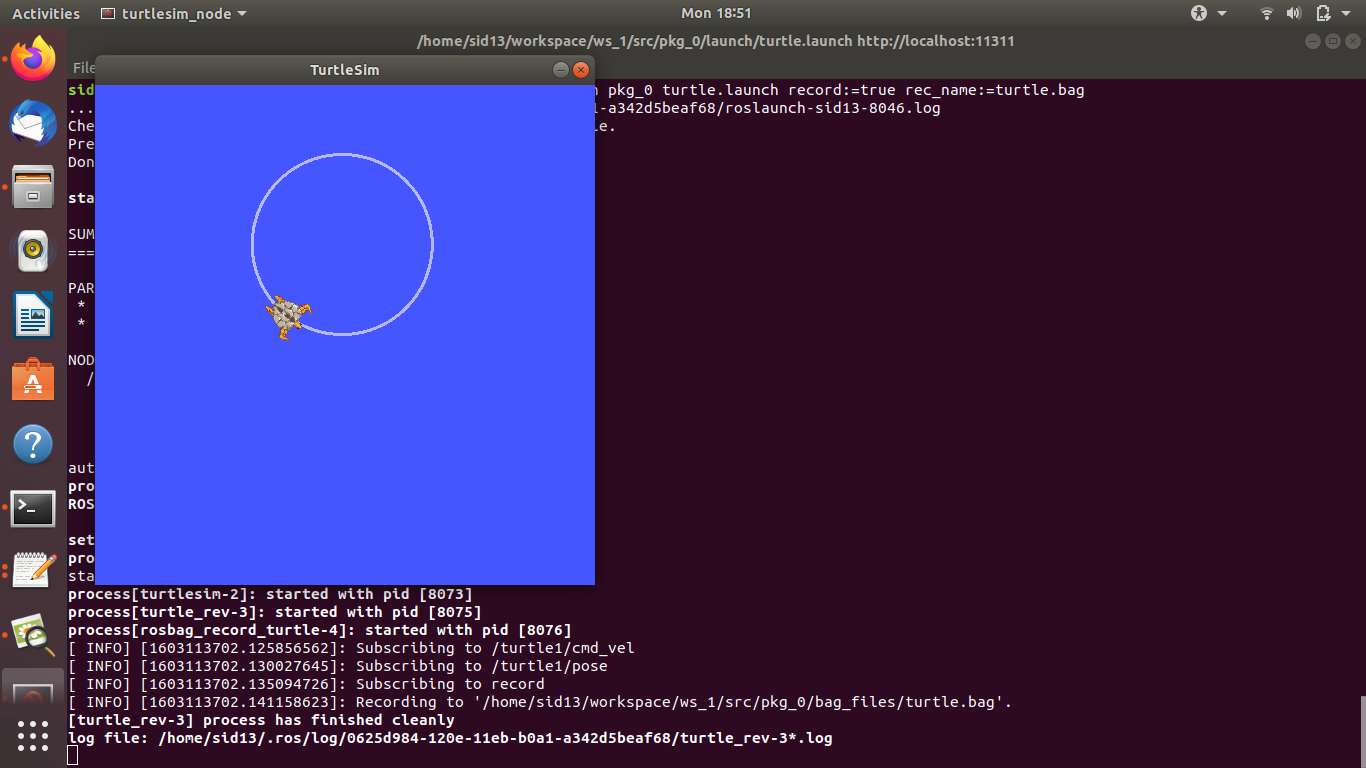 Activities
turtlesim_node
Mon 18:51
/home/sid13/workspace/ws_1/src/pkg_0/launch/turtle.launch http://localhost:11311
File
TurtleSim
sid pkg_0 turtle.launch record:=true rec_name:=turtle.bag
... -a342d5beaf68/roslaunch-sid13-8046.log
Che le.
Pre
Don
sta
SUM
===
PAR
*
*
NOD
/
aut
pro
ROS
set
pro
sta
process[turtlesim-2]: started with pid [8073]
process[turtle_rev-3]: started with pid [8075]
process[rosbag_record_turtle-4]: started with pid [8076]
[ INFO] [1603113702.125856562]: Subscribing to /turtle1/cmd_vel
[ INFO] [1603113702.130027645]: Subscribing to /turtle1/pose
[ INFO] [1603113702.135094726]: Subscribing to record
[ INFO] [1603113702.141158623]: Recording to '/home/sid13/workspace/ws_1/src/pkg_0/bag_files/turtle.bag'.
[turtle_rev-3] process has finished cleanly
log file: /home/sid13/.ros/log/0625d984-120e-11eb-b0a1-a342d5beaf68/turtle_rev-3*.log